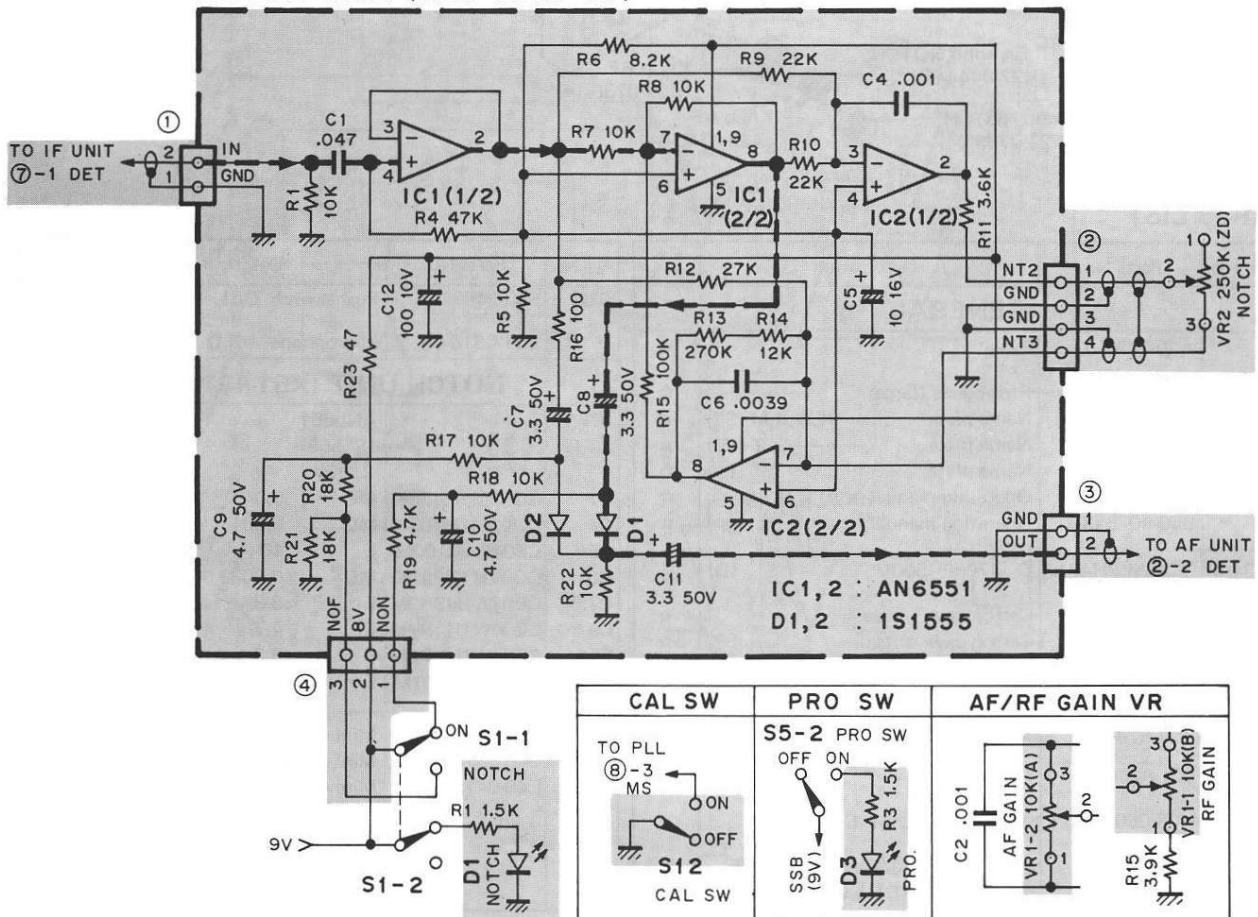 ①
TO IF UNIT
⑦-1 DET
2
1
IN
GND
R1
10K
C1
.047
3
4
2
IC1(1/2)
R4 47K
R6 8.2K
R8 10K
R7 10K
7
6
1,9
8
5
IC1
(2/2)
R9 22K
C4 .001
R10
22K
3
4
2
IC2(1/2)
R11 3.6K
②
NT2
GND
GND
NT3
1
2
3
4
1
2
3
VR2 250K(ZD)
NOTCH
C12
100 10V
R5 10K
R23 47
R16 100
R12 27K
R13
270K
R14
12K
C5
10 16V
C6 .0039
R15 100K
C7
3.3 50V
C8
3.3 50V
1,9
8
7
6
5
IC2(2/2)
R17 10K
R18 10K
C9
4.7 50V
R20
18K
R21
18K
R19 4.7K
C10
4.7 50V
D2
D1
R22
10K
C11
3.3 50V
③
GND
OUT
1
2
TO AF UNIT
②-2 DET
IC1,2 : AN6551
D1,2 : 1S1555
NOF
8V
NON
④
3
2
1
ON
S1-1
NOTCH
R1 1.5K
9V
S1-2
D1
NOTCH
CAL SW
TO PLL
⑧-3
MS
ON
OFF
S12
CAL SW
PRO SW
S5-2 PRO SW
OFF ON
R3 1.5K
SSB
(9V)
D3
PRO.
AF/RF GAIN VR
C2 .001
AF GAIN
VR1-2 10K(A)
3
2
1
3
2
1
VR1-1 10K(B)
RF GAIN
R15
3.9K